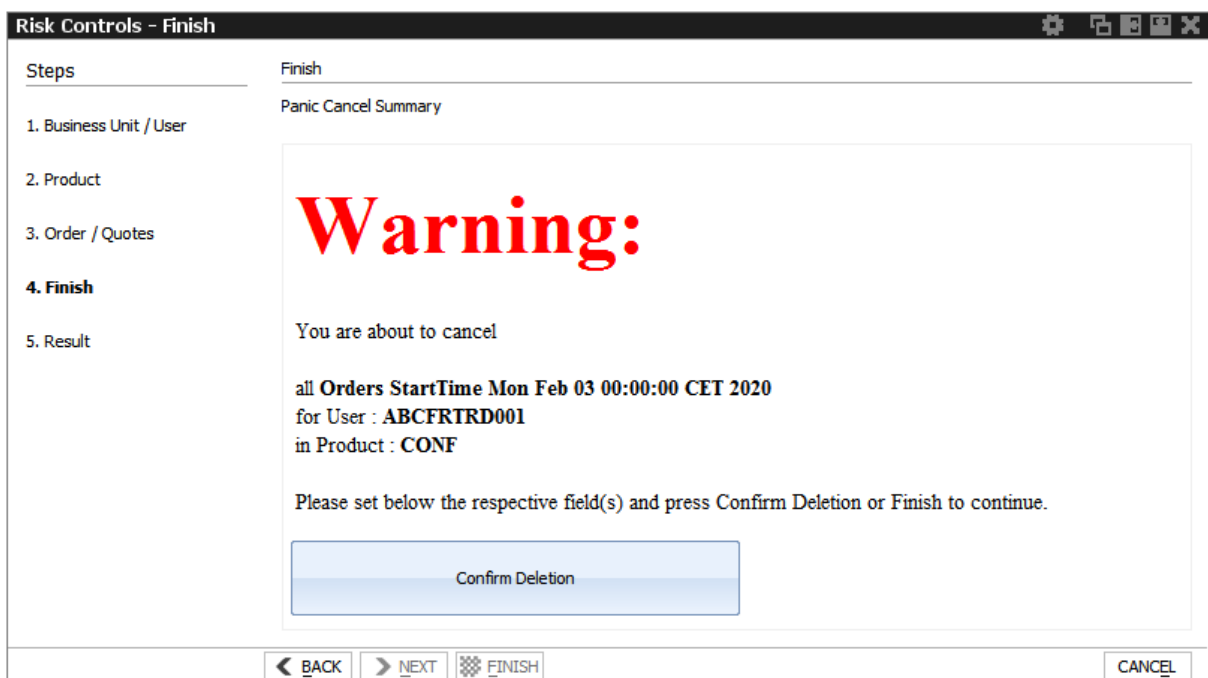 Risk Controls - Finish
Steps
1. Business Unit / User
2. Product
3. Order / Quotes
4. Finish
5. Result
Finish
Panic Cancel Summary
Warning:
You are about to cancel
all Orders StartTime Mon Feb 03 00:00:00 CET 2020
for User : ABCFRTRD001
in Product : CONF
Please set below the respective field(s) and press Confirm Deletion or Finish to continue.
Confirm Deletion
BACK NEXT FINISH CANCEL